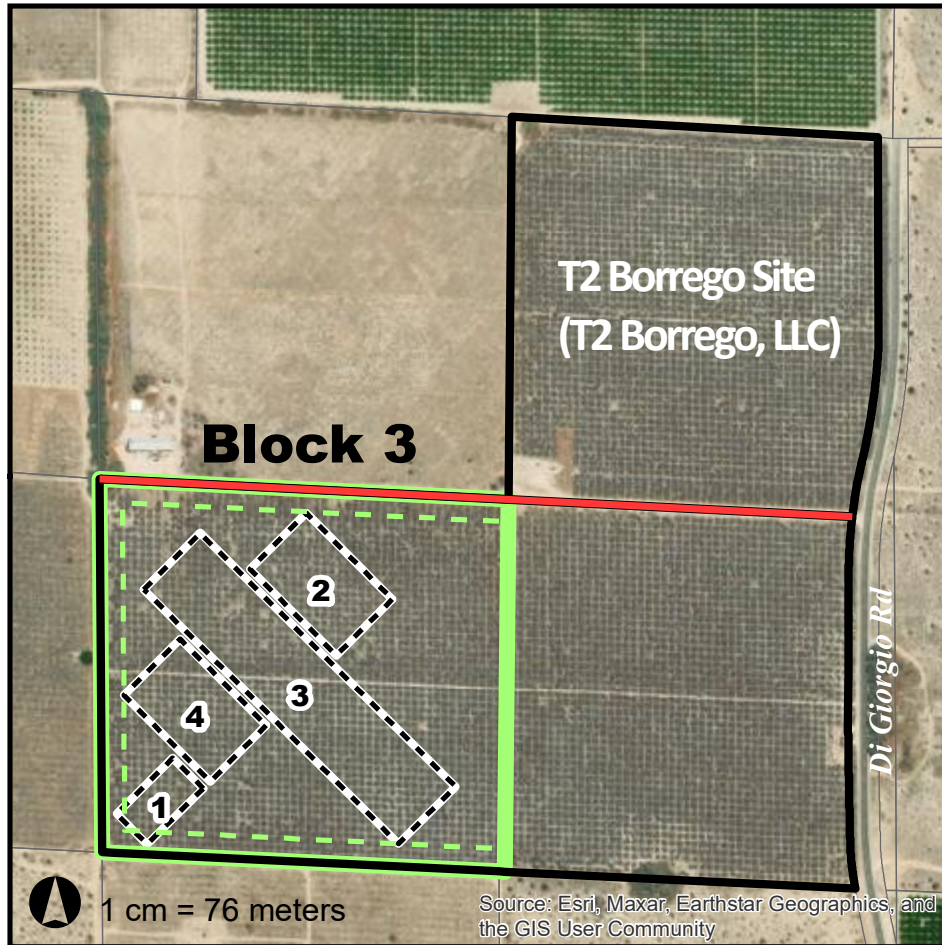 T2 Borrego Site
(T2 Borrego, LLC)
Block 3
2
3
4
1
Di Giorgio Rd
1 cm = 76 meters
Source: Esri, Maxar, Earthstar Geographics, and
the GIS User Community